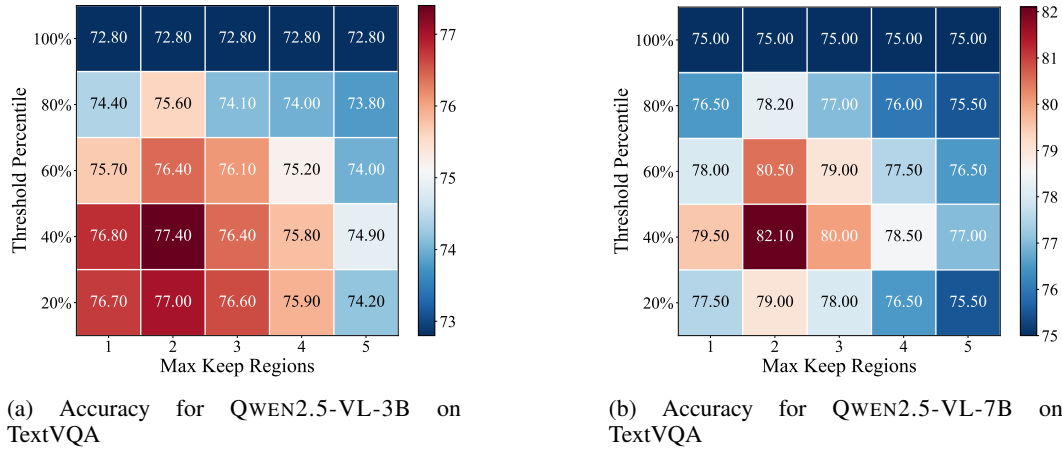 100% 72.80 72.80 72.80 72.80 72.80
80% 74.40 75.60 74.10 74.00 73.80
60% 75.70 76.40 76.10 75.20 74.00
40% 76.80 77.40 76.40 75.80 74.90
20% 76.70 77.00 76.60 75.90 74.20
Threshold Percentile
1 2 3 4 5
Max Keep Regions
77
76
75
74
73
(a) Accuracy for QWEN2.5-VL-3B on
TextVQA
100% 75.00 75.00 75.00 75.00 75.00
80% 76.50 78.20 77.00 76.00 75.50
60% 78.00 80.50 79.00 77.50 76.50
40% 79.50 82.10 80.00 78.50 77.00
20% 77.50 79.00 78.00 76.50 75.50
Threshold Percentile
1 2 3 4 5
Max Keep Regions
82
81
80
79
78
77
76
75
(b) Accuracy for QWEN2.5-VL-7B on
TextVQA